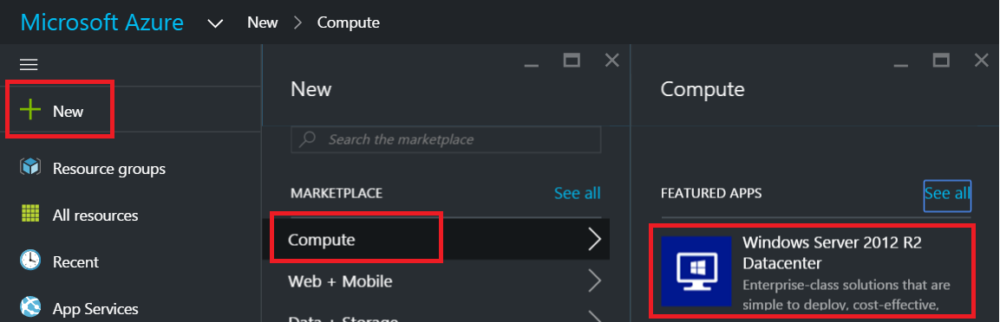 Microsoft Azure New > Compute
New
Resource groups
All resources
Recent
App Services
New
Search the marketplace
MARKETPLACE See all
Compute
Web + Mobile
Data + Storage
Compute
FEATURED APPS See all
Windows Server 2012 R2
Datacenter
Enterprise-class solutions that are
simple to deploy, cost-effective,